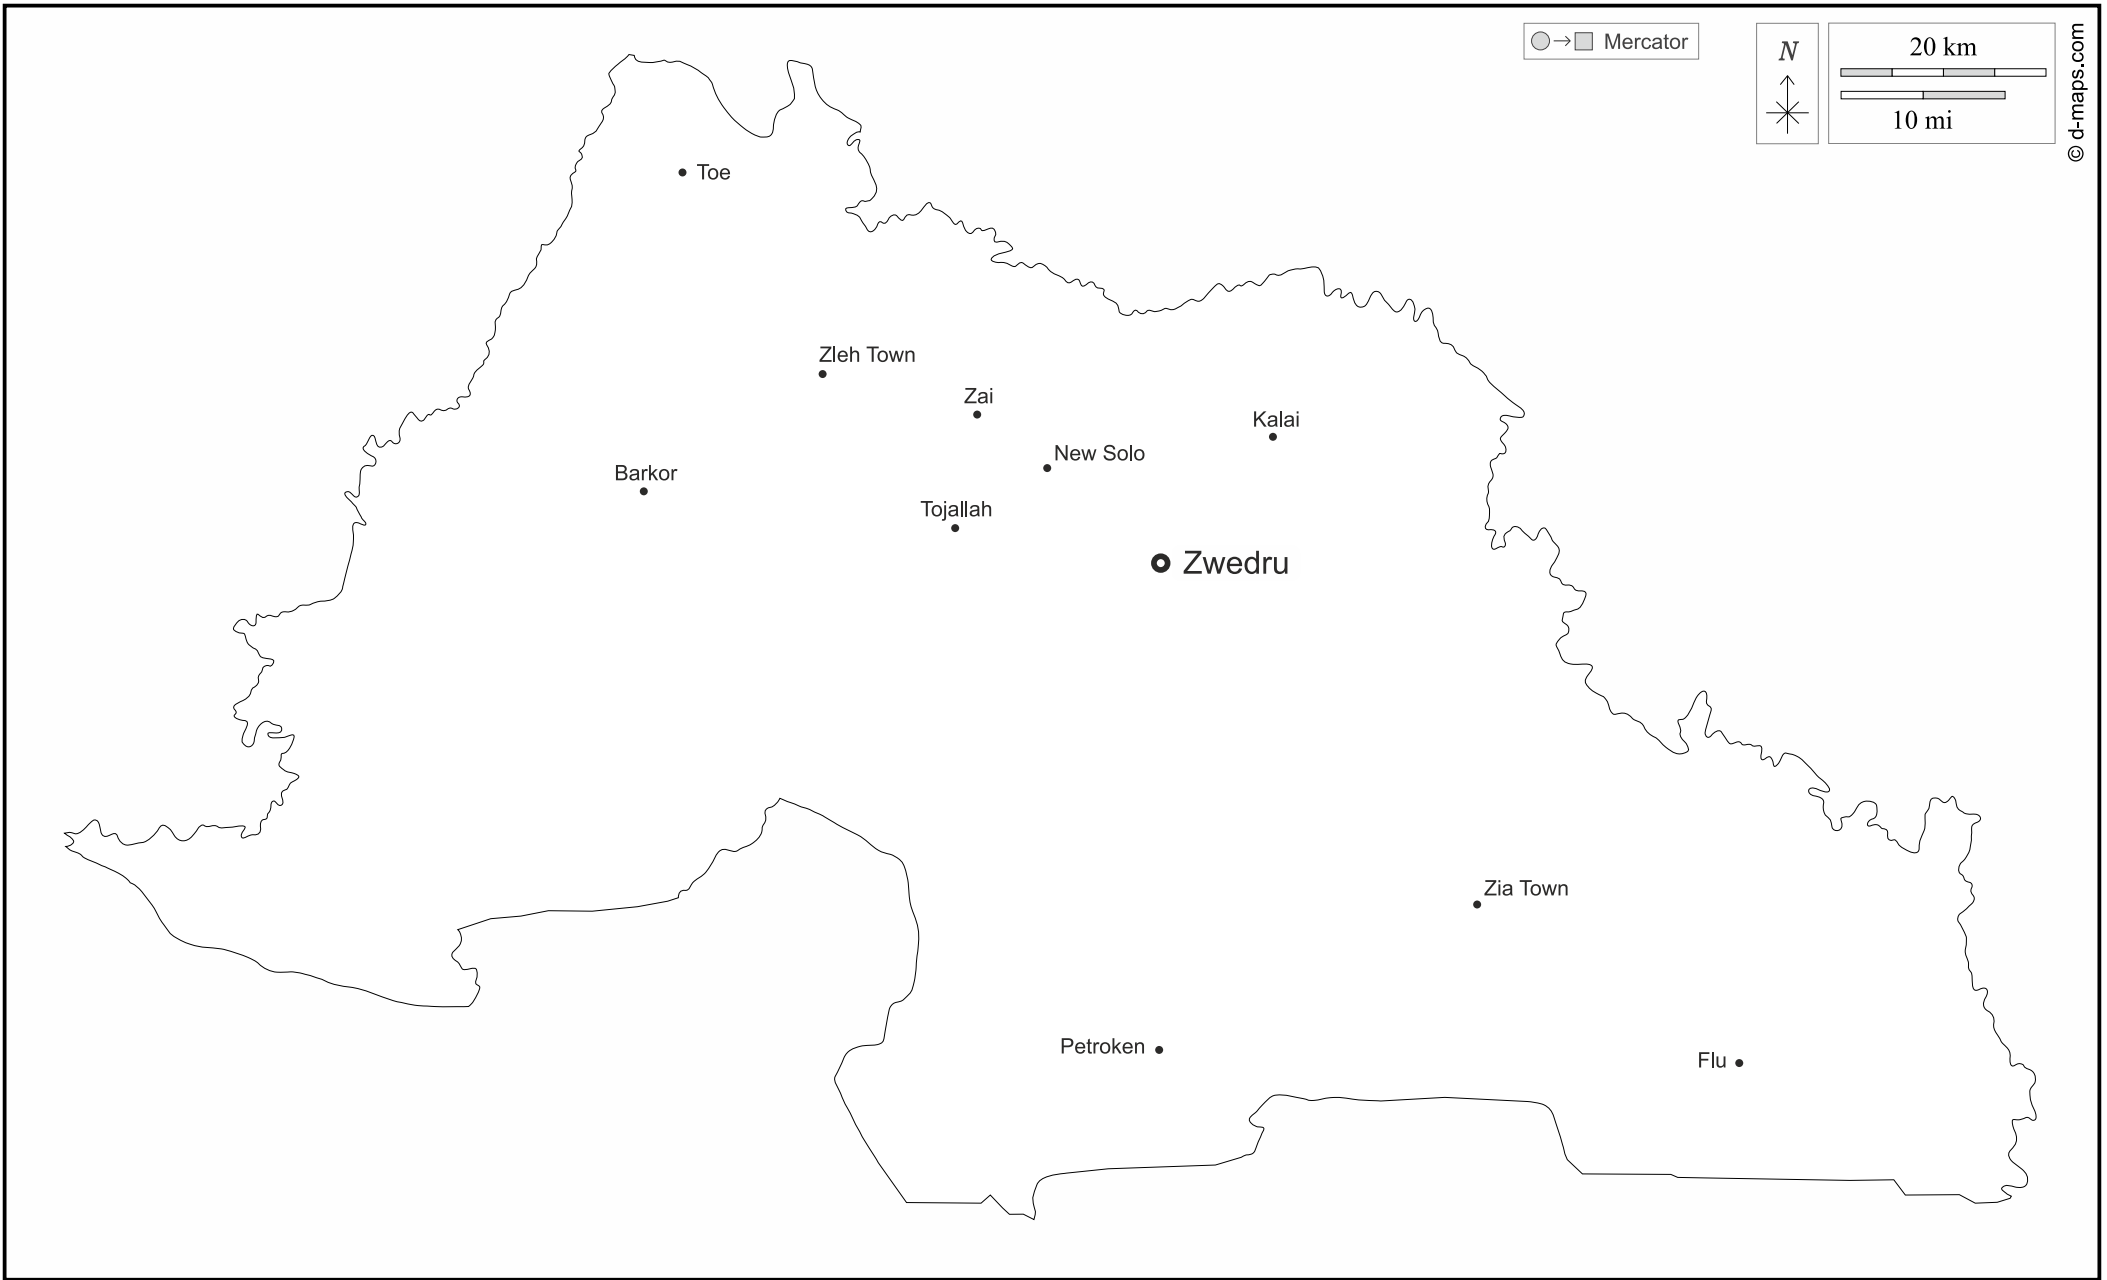 Mercator
N
20 km
10 mi
© d-maps.com
Toe
Zleh Town
Zai
Kalai
New Solo
Barkor
Tojallah
Zwedru
Zia Town
Petroken
Flu